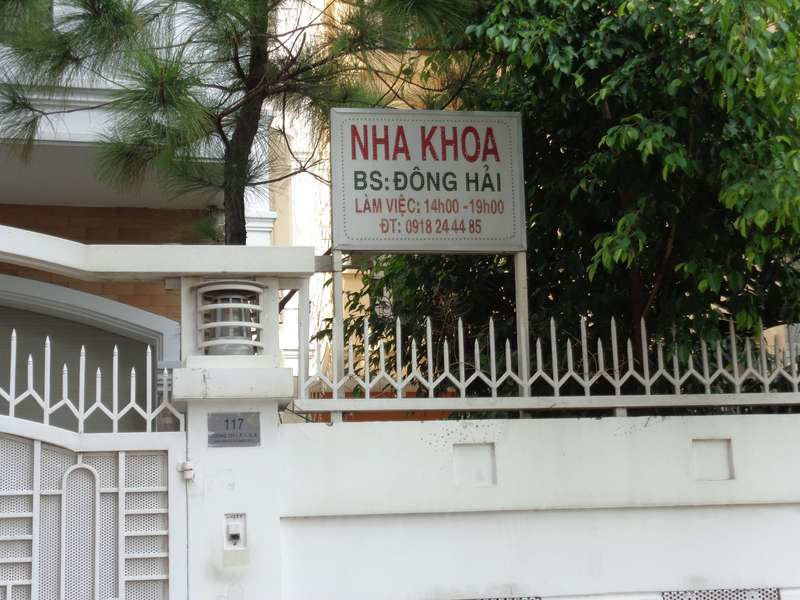 NHA KHOA
BS: ĐÔNG HẢI
LÀM VIỆC: 14h00 -19h00
ĐT: 0918 24 44 85
117